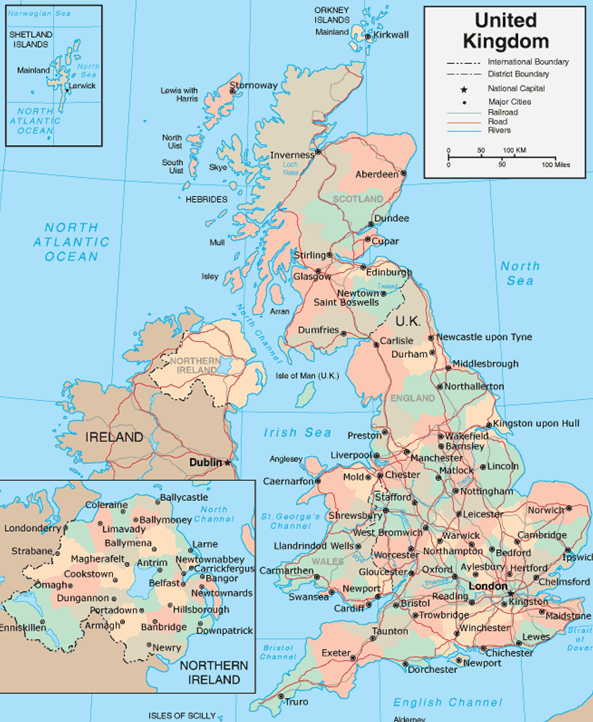 Norwegian Sea
SHETLAND
ISLANDS
Mainland
North
Sea
Lerwick
NORTH
ATLANTIC
OCEAN
ORKNEY
ISLANDS
Mainland
Kirkwall
United
Kingdom
International Boundary
District Boundary
National Capital
Major Cities
Railroad
Road
Rivers
0 50 100 KM
0 50 100 Miles
Lewis with
Harris
Stornoway
North
Uist
South
Uist
Skye
HEBRIDES
Inverness
Loch
Ness
Aberdeen
SCOTLAND
Dundee
Cupar
Stirling
Mull
Glasgow
Edinburgh
Isley
Newtown
Saint Boswells
Tweed
Arran
NORTH
ATLANTIC
OCEAN
North
Sea
North Channel
Dumfries
U.K.
Carlisle
Newcastle upon Tyne
Durham
Middlesbrough
NORTHERN
IRELAND
Isle of Man (U.K.)
Northallerton
ENGLAND
IRELAND
Irish Sea
Kingston upon Hull
Preston
Wakefield
Barnsley
Dublin
Liverpool
Manchester
Anglesey
Lincoln
Caernarfon
Mold
Chester
Matlock
Stafford
Nottingham
St.George's
Channel
Shrewsbury
Leicester
Norwich
West Bromwich
Cambridge
Llandrindod Wells
Warwick
WALES
Worcester
Northampton
Bedford
Ipswich
Carmarthen
Gloucester
Oxford
Aylesbury
Hertford
Chelmsford
Thames
London
Swansea
Newport
Reading
Kingston
Cardiff
Bristol
Trowbridge
Maidstone
Bristol
Channel
Taunton
Winchester
Lewes
Strait
of
Dover
Exeter
Chichester
Newport
Dorchester
Truro
English Channel
ISLES OF SCILLY
Alderney
Ballycastle
Coleraine
North
Channel
Ballymoney
Londonderry
Limavady
Ballymena
Larne
Strabane
Magherafelt
Antrim
Newtownabbey
Carrickfergus
Cookstown
Belfast
Bangor
Omagh
Newtownards
Dungannon
Portadown
Hillsborough
Enniskillen
Armagh
Banbridge
Downpatrick
Newry
NORTHERN
IRELAND